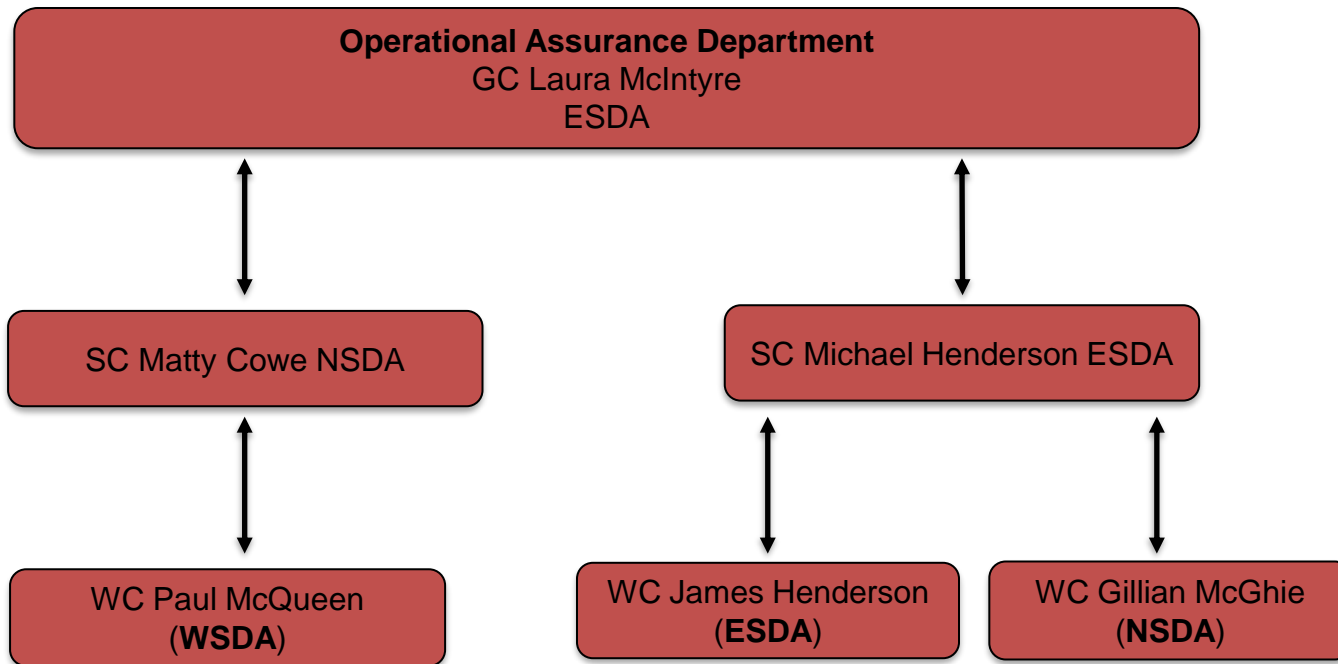 Operational Assurance Department
GC Laura McIntyre
ESDA
SC Matty Cowe NSDA
SC Michael Henderson ESDA
WC Paul McQueen
(WSDA)
WC James Henderson
(ESDA)
WC Gillian McGhie
(NSDA)